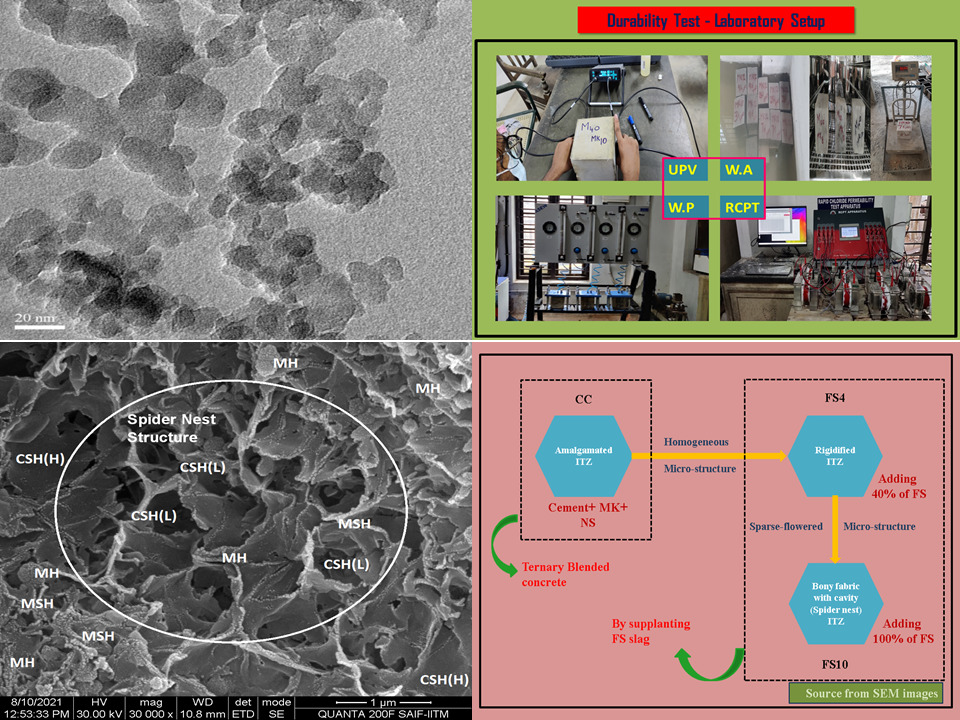 20 nm
Durability Test - Laboratory Setup
M40
MK10
UPV
W.A
W.P
RCPT
RAPID CHLORIDE PERMEABILITY
TEST APPARATUS
MH
MH
Spider Nest
Structure
CSH(H)
CSH(L)
CSH(L)
MSH
MH
CSH(L)
MH
MSH
MSH
MH
CSH(H)
8/10/2021
12:53:33 PM
HV
30.00 kV
mag
30 000 x
WD
10.8 mm
det
ETD
mode
SE
1 µm
QUANTA 200F SAIF-IITM
CC
Amalgamated
ITZ
Cement+ MK+
NS
Homogeneous
Micro-structure
FS4
Rigidified
ITZ
Adding
40% of FS
Sparse-flowered
Micro-structure
Ternary Blended
concrete
Bony fabric
with cavity
(Spider nest)
ITZ
Adding
100% of FS
By supplanting
FS slag
FS10
Source from SEM images